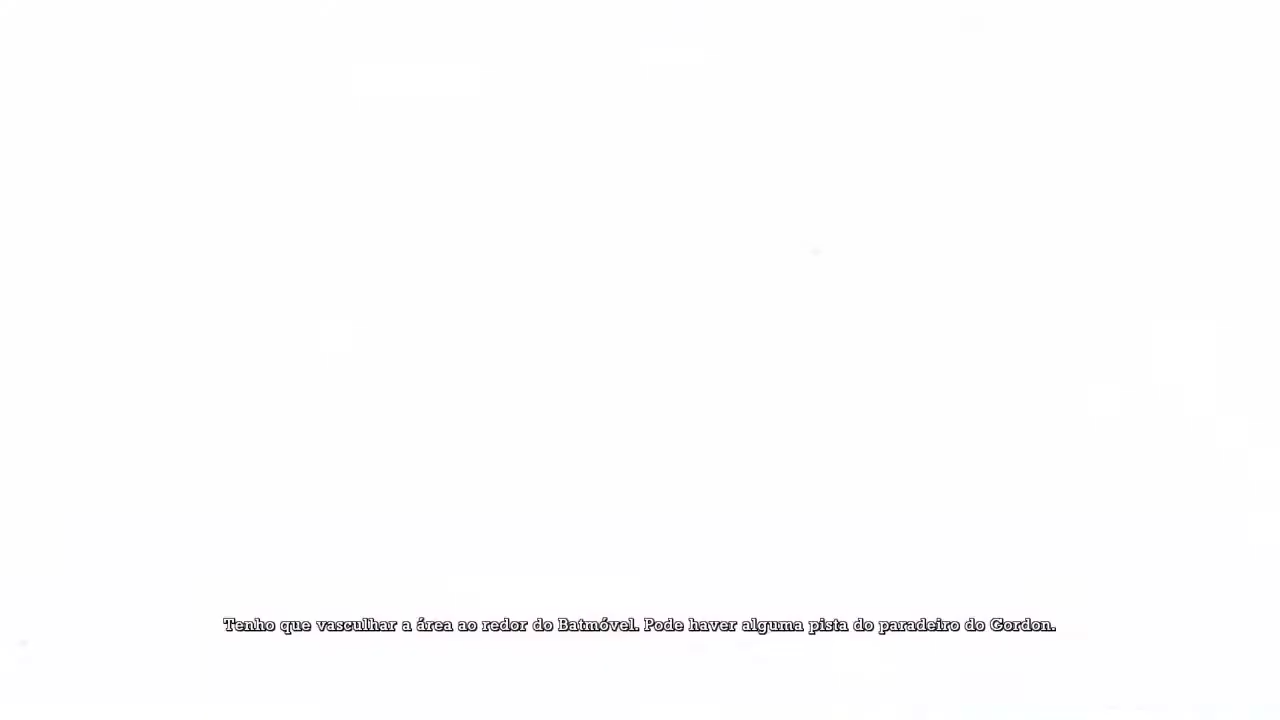 Tenho que vasculhar a área ao redor do Batmóvel. Pode haver alguma pista do paradeiro do Gordon.